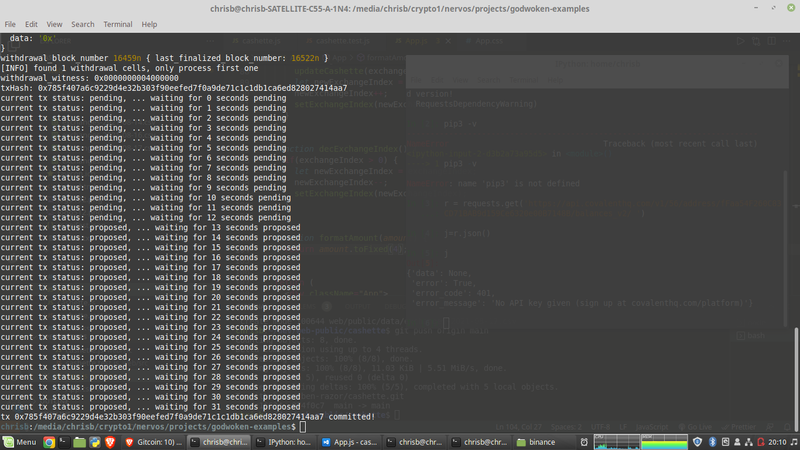 chrisb@chrisb-SATELLITE-C55-A-1N4: /media/chrisb/crypto1/nervos/projects/godwoken-examples
File Edit View Search Terminal Help
data: '0x'
}
withdrawal_block_number 16459n { last_finalized_block_number: 16522n }
[INFO] found 1 withdrawal cells, only process first one
withdrawal_witness: 0x0000000004000000
txHash: 0x785f407a6c9229d4e32b303f90eefed7f0a9de71c1c1db1ca6ed828027414aa7
current tx status: pending, ... waiting for 0 seconds pending
current tx status: pending, ... waiting for 1 seconds pending
current tx status: pending, ... waiting for 2 seconds pending
current tx status: pending, ... waiting for 3 seconds pending
current tx status: pending, ... waiting for 4 seconds pending
current tx status: pending, ... waiting for 5 seconds pending
current tx status: pending, ... waiting for 6 seconds pending
current tx status: pending, ... waiting for 7 seconds pending
current tx status: pending, ... waiting for 8 seconds pending
current tx status: pending, ... waiting for 9 seconds pending
current tx status: pending, ... waiting for 10 seconds pending
current tx status: pending, ... waiting for 11 seconds pending
current tx status: pending, ... waiting for 12 seconds pending
current tx status: proposed, ... waiting for 13 seconds proposed
current tx status: proposed, ... waiting for 14 seconds proposed
current tx status: proposed, ... waiting for 15 seconds proposed
current tx status: proposed, ... waiting for 16 seconds proposed
current tx status: proposed, ... waiting for 17 seconds proposed
current tx status: proposed, ... waiting for 18 seconds proposed
current tx status: proposed, ... waiting for 19 seconds proposed
current tx status: proposed, ... waiting for 20 seconds proposed
current tx status: proposed, ... waiting for 21 seconds proposed
current tx status: proposed, ... waiting for 22 seconds proposed
current tx status: proposed, ... waiting for 23 seconds proposed
current tx status: proposed, ... waiting for 24 seconds proposed
current tx status: proposed, ... waiting for 25 seconds proposed
current tx status: proposed, ... waiting for 26 seconds proposed
current tx status: proposed, ... waiting for 27 seconds proposed
current tx status: proposed, ... waiting for 28 seconds proposed
current tx status: proposed, ... waiting for 29 seconds proposed
current tx status: proposed, ... waiting for 30 seconds proposed
current tx status: proposed, ... waiting for 31 seconds proposed
tx 0x785f407a6c9229d4e32b303f90eefed7f0a9de71c1c1db1ca6ed828027414aa7 committed!
chrisb:/media/chrisb/crypto1/nervos/projects/godwoken-examples$
Menu Gitcoin: 10) ... chrisb@chri... IPython: ho... App.js - cas... chrisb@chr... chrisb@chr... binance 20:10